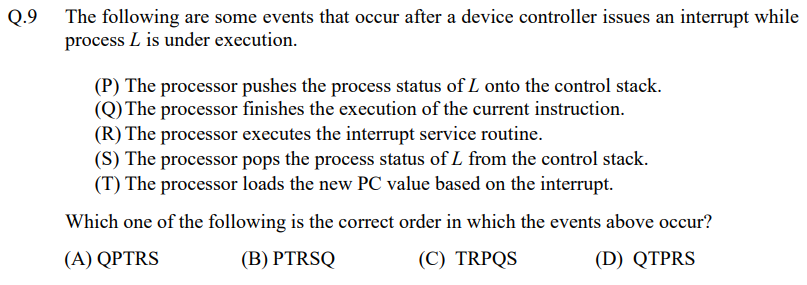 Q.9 The following are some events that occur after a device controller issues an interrupt while
process L is under execution.
(P) The processor pushes the process status of L onto the control stack.
(Q) The processor finishes the execution of the current instruction.
(R) The processor executes the interrupt service routine.
(S) The processor pops the process status of L from the control stack.
(T) The processor loads the new PC value based on the interrupt.
Which one of the following is the correct order in which the events above occur?
(A) QPTRS (B) PTRSQ (C) TRPQS (D) QTPRS